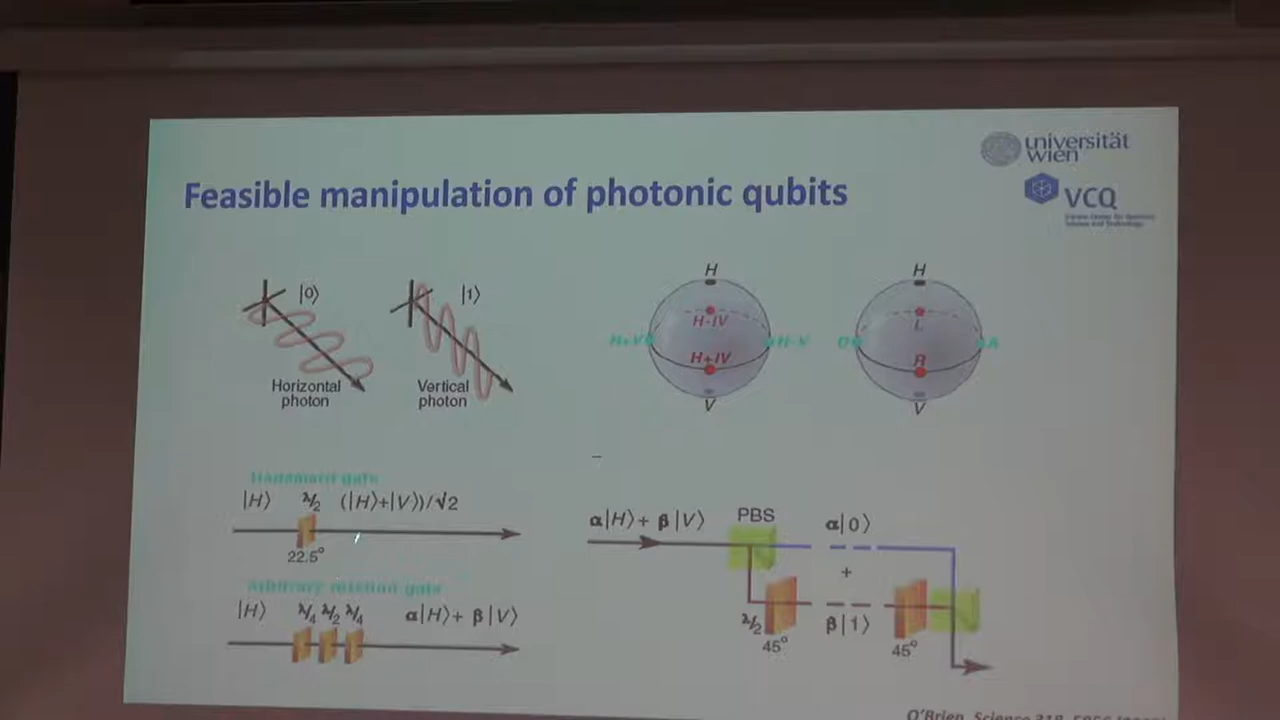 universität
wien
VCQ
Feasible manipulation of photonic qubits
|0⟩
Horizontal
photon
|1⟩
Vertical
photon
H
H-iV
H+V
H-V
H+iV
V
H
L
D
A
R
V
Hadamard gate
|H⟩ λ/2 (|H⟩+|V⟩)/√2
22.5°
Arbitrary rotation gate
|H⟩ λ/4 λ/2 λ/4 α|H⟩+ β|V⟩
α|H⟩+ β|V⟩
PBS
α|0⟩
+
λ/2
45°
β|1⟩
45°
O'Brien, Science 318,